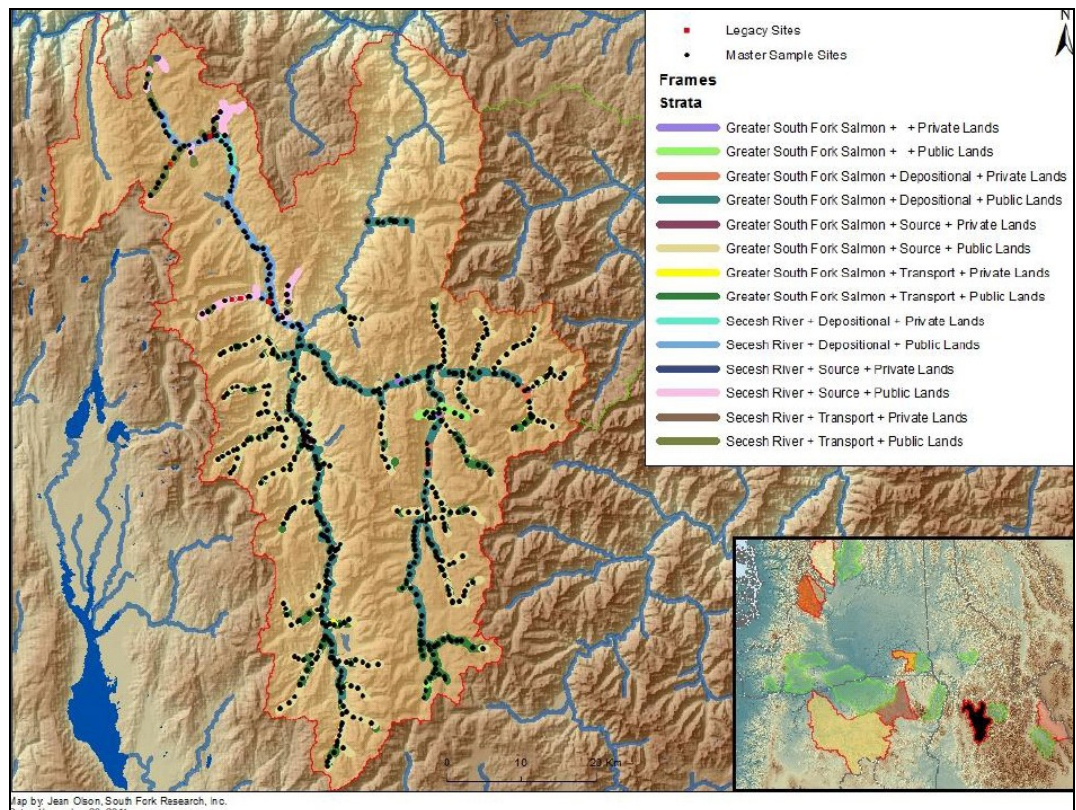 N
Legacy Sites
Master Sample Sites
Frames
Strata
Greater South Fork Salmon + + Private Lands
Greater South Fork Salmon + + Public Lands
Greater South Fork Salmon + Depositional + Private Lands
Greater South Fork Salmon + Depositional + Public Lands
Greater South Fork Salmon + Source + Private Lands
Greater South Fork Salmon + Source + Public Lands
Greater South Fork Salmon + Transport + Private Lands
Greater South Fork Salmon + Transport + Public Lands
Secesh River + Depositional + Private Lands
Secesh River + Depositional + Public Lands
Secesh River + Source + Private Lands
Secesh River + Source + Public Lands
Secesh River + Transport + Private Lands
Secesh River + Transport + Public Lands
0 10 20 Km
Map by: Jean Olson, South Fork Research, Inc.